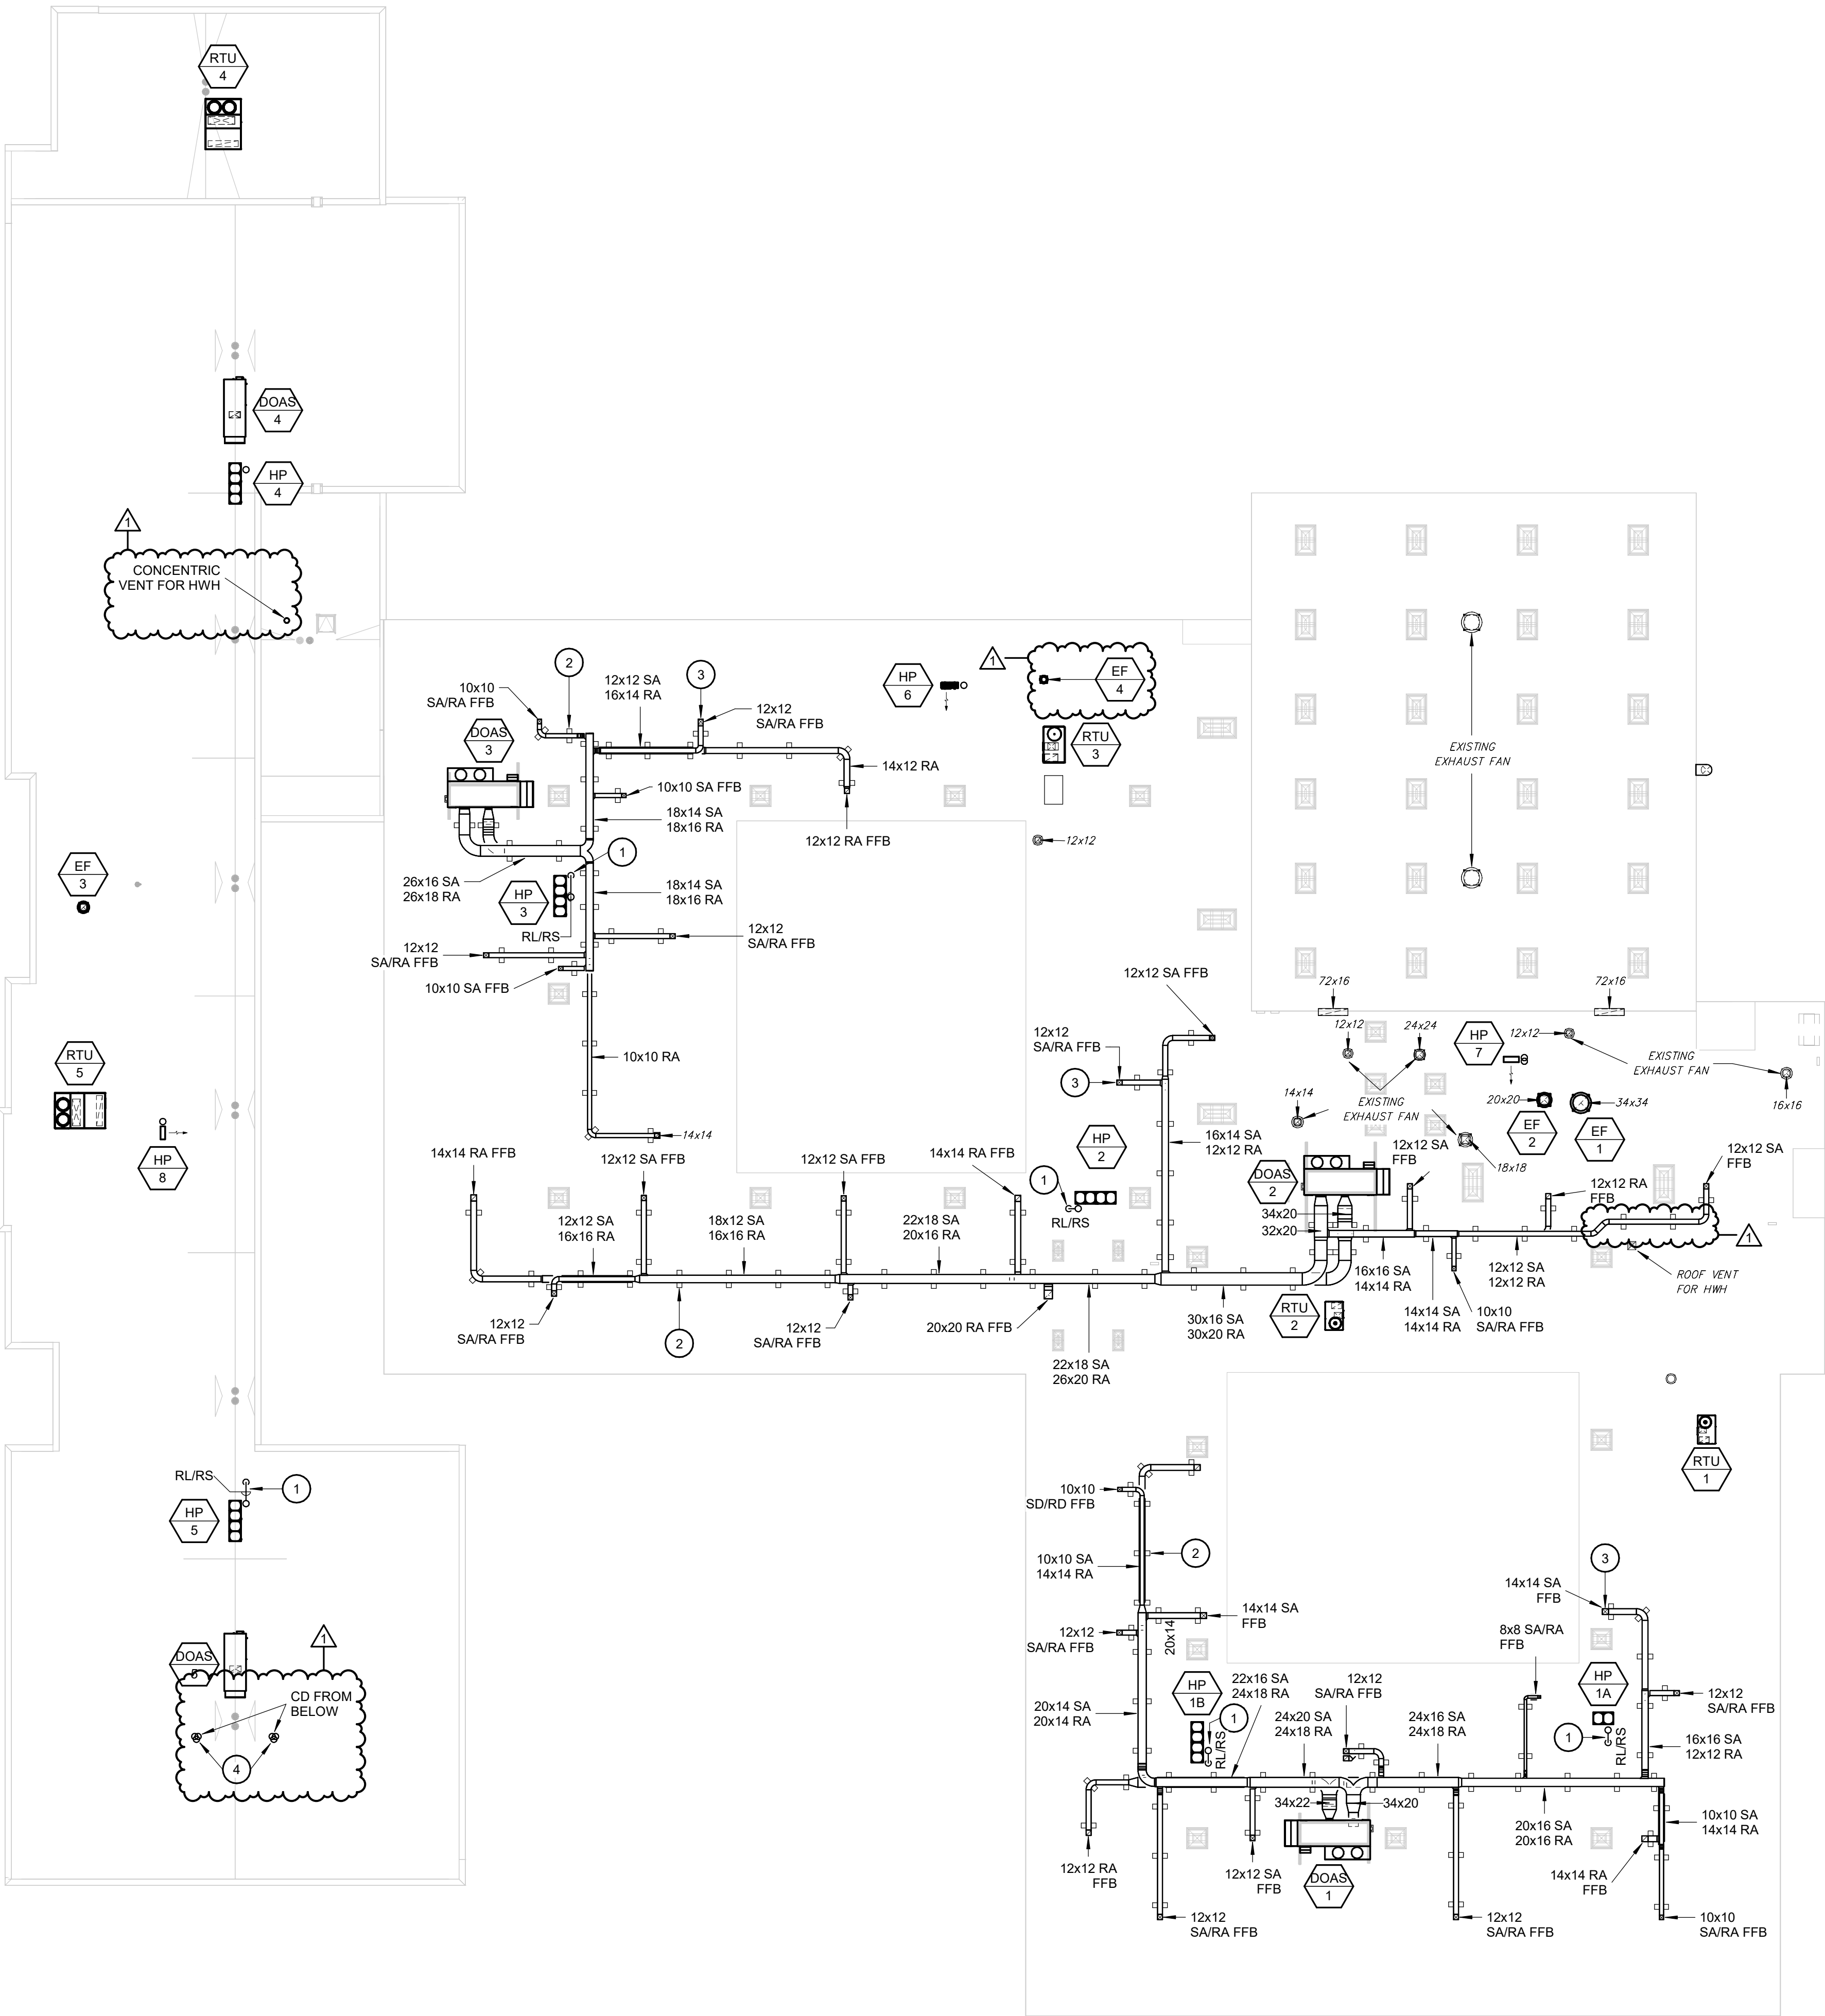 RTU
4
DOAS
4
HP
4
1
CONCENTRIC
VENT FOR HWH
2
12x12 SA
16x14 RA
3
10x10
SA/RA FFB
12x12
SA/RA FFB
DOAS
3
14x12 RA
10x10 SA FFB
18x14 SA
18x16 RA
12x12 RA FFB
1
26x16 SA
26x18 RA
18x14 SA
18x16 RA
HP
3
RL/RS
12x12
SA/RA FFB
12x12
SA/RA FFB
10x10 SA FFB
10x10 RA
14x14
HP
6
1
EF
4
RTU
3
12x12
EXISTING
EXHAUST FAN
EF
3
RTU
5
HP
8
72x16
72x16
12x12 SA FFB
12x12
SA/RA FFB
3
12x12
24x24
HP
7
12x12
EXISTING
EXHAUST FAN
16x16
14x14
EXISTING
EXHAUST FAN
20x20
34x34
EF
2
EF
1
18x18
16x14 SA
12x12 RA
HP
2
1
RL/RS
DOAS
2
12x12 SA
FFB
12x12 RA
FFB
12x12 SA
FFB
34x20
32x20
1
14x14 RA FFB
12x12 SA FFB
12x12 SA FFB
14x14 RA FFB
12x12 SA
16x16 RA
18x12 SA
16x16 RA
22x18 SA
20x16 RA
16x16 SA
14x14 RA
12x12 SA
12x12 RA
ROOF VENT
FOR HWH
12x12
SA/RA FFB
2
12x12
SA/RA FFB
20x20 RA FFB
30x16 SA
30x20 RA
RTU
2
14x14 SA
14x14 RA
10x10
SA/RA FFB
22x18 SA
26x20 RA
RTU
1
RL/RS
1
HP
5
10x10
SD/RD FFB
2
10x10 SA
14x14 RA
14x14 SA
FFB
12x12
SA/RA FFB
20x14
3
14x14 SA
FFB
8x8 SA/RA
FFB
HP
1A
12x12
SA/RA FFB
1
RL/RS
16x16 SA
12x12 RA
DOAS
5
1
CD FROM
BELOW
4
HP
1B
22x16 SA
24x18 RA
12x12
SA/RA FFB
1
RL/RS
20x14 SA
20x14 RA
24x20 SA
24x18 RA
24x16 SA
24x18 RA
34x22
34x20
20x16 SA
20x16 RA
10x10 SA
14x14 RA
12x12 RA
FFB
12x12 SA
FFB
DOAS
1
14x14 RA
FFB
12x12
SA/RA FFB
12x12
SA/RA FFB
10x10
SA/RA FFB